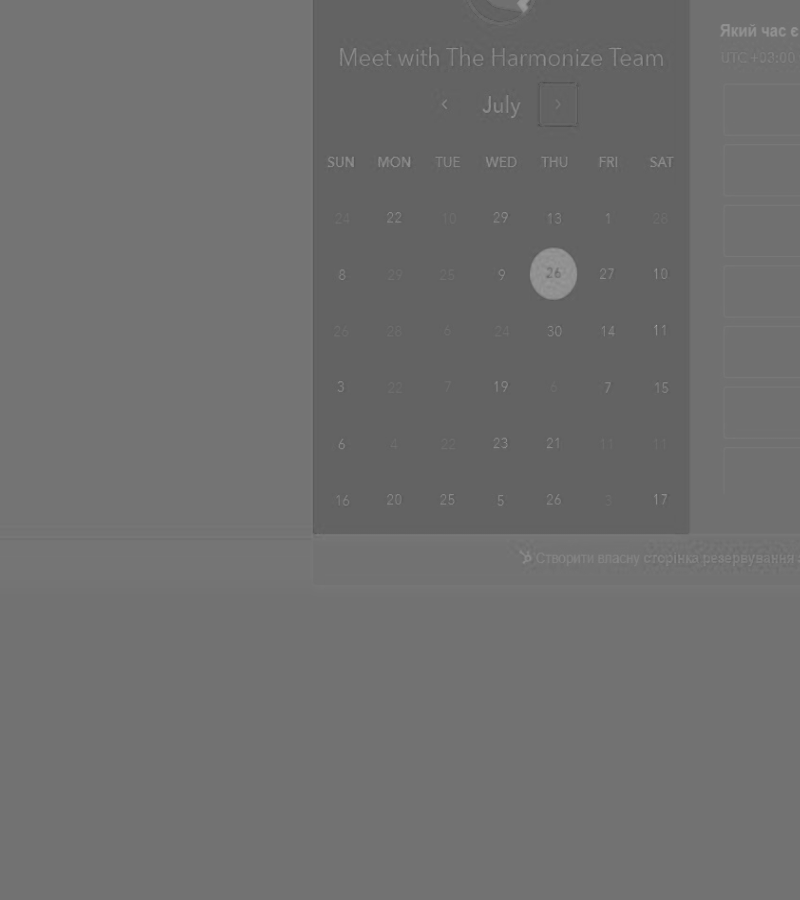 Який час є
UTC +03:00
Meet with The Harmonize Team
‹ July ›
SUN MON TUE WED THU FRI SAT
24 22 10 29 13 1 28
8 29 25 9 26 27 10
26 28 6 24 30 14 11
3 22 7 19 6 7 15
6 4 22 23 21 11 11
16 20 25 5 26 3 17
Створити власну сторінка резервування